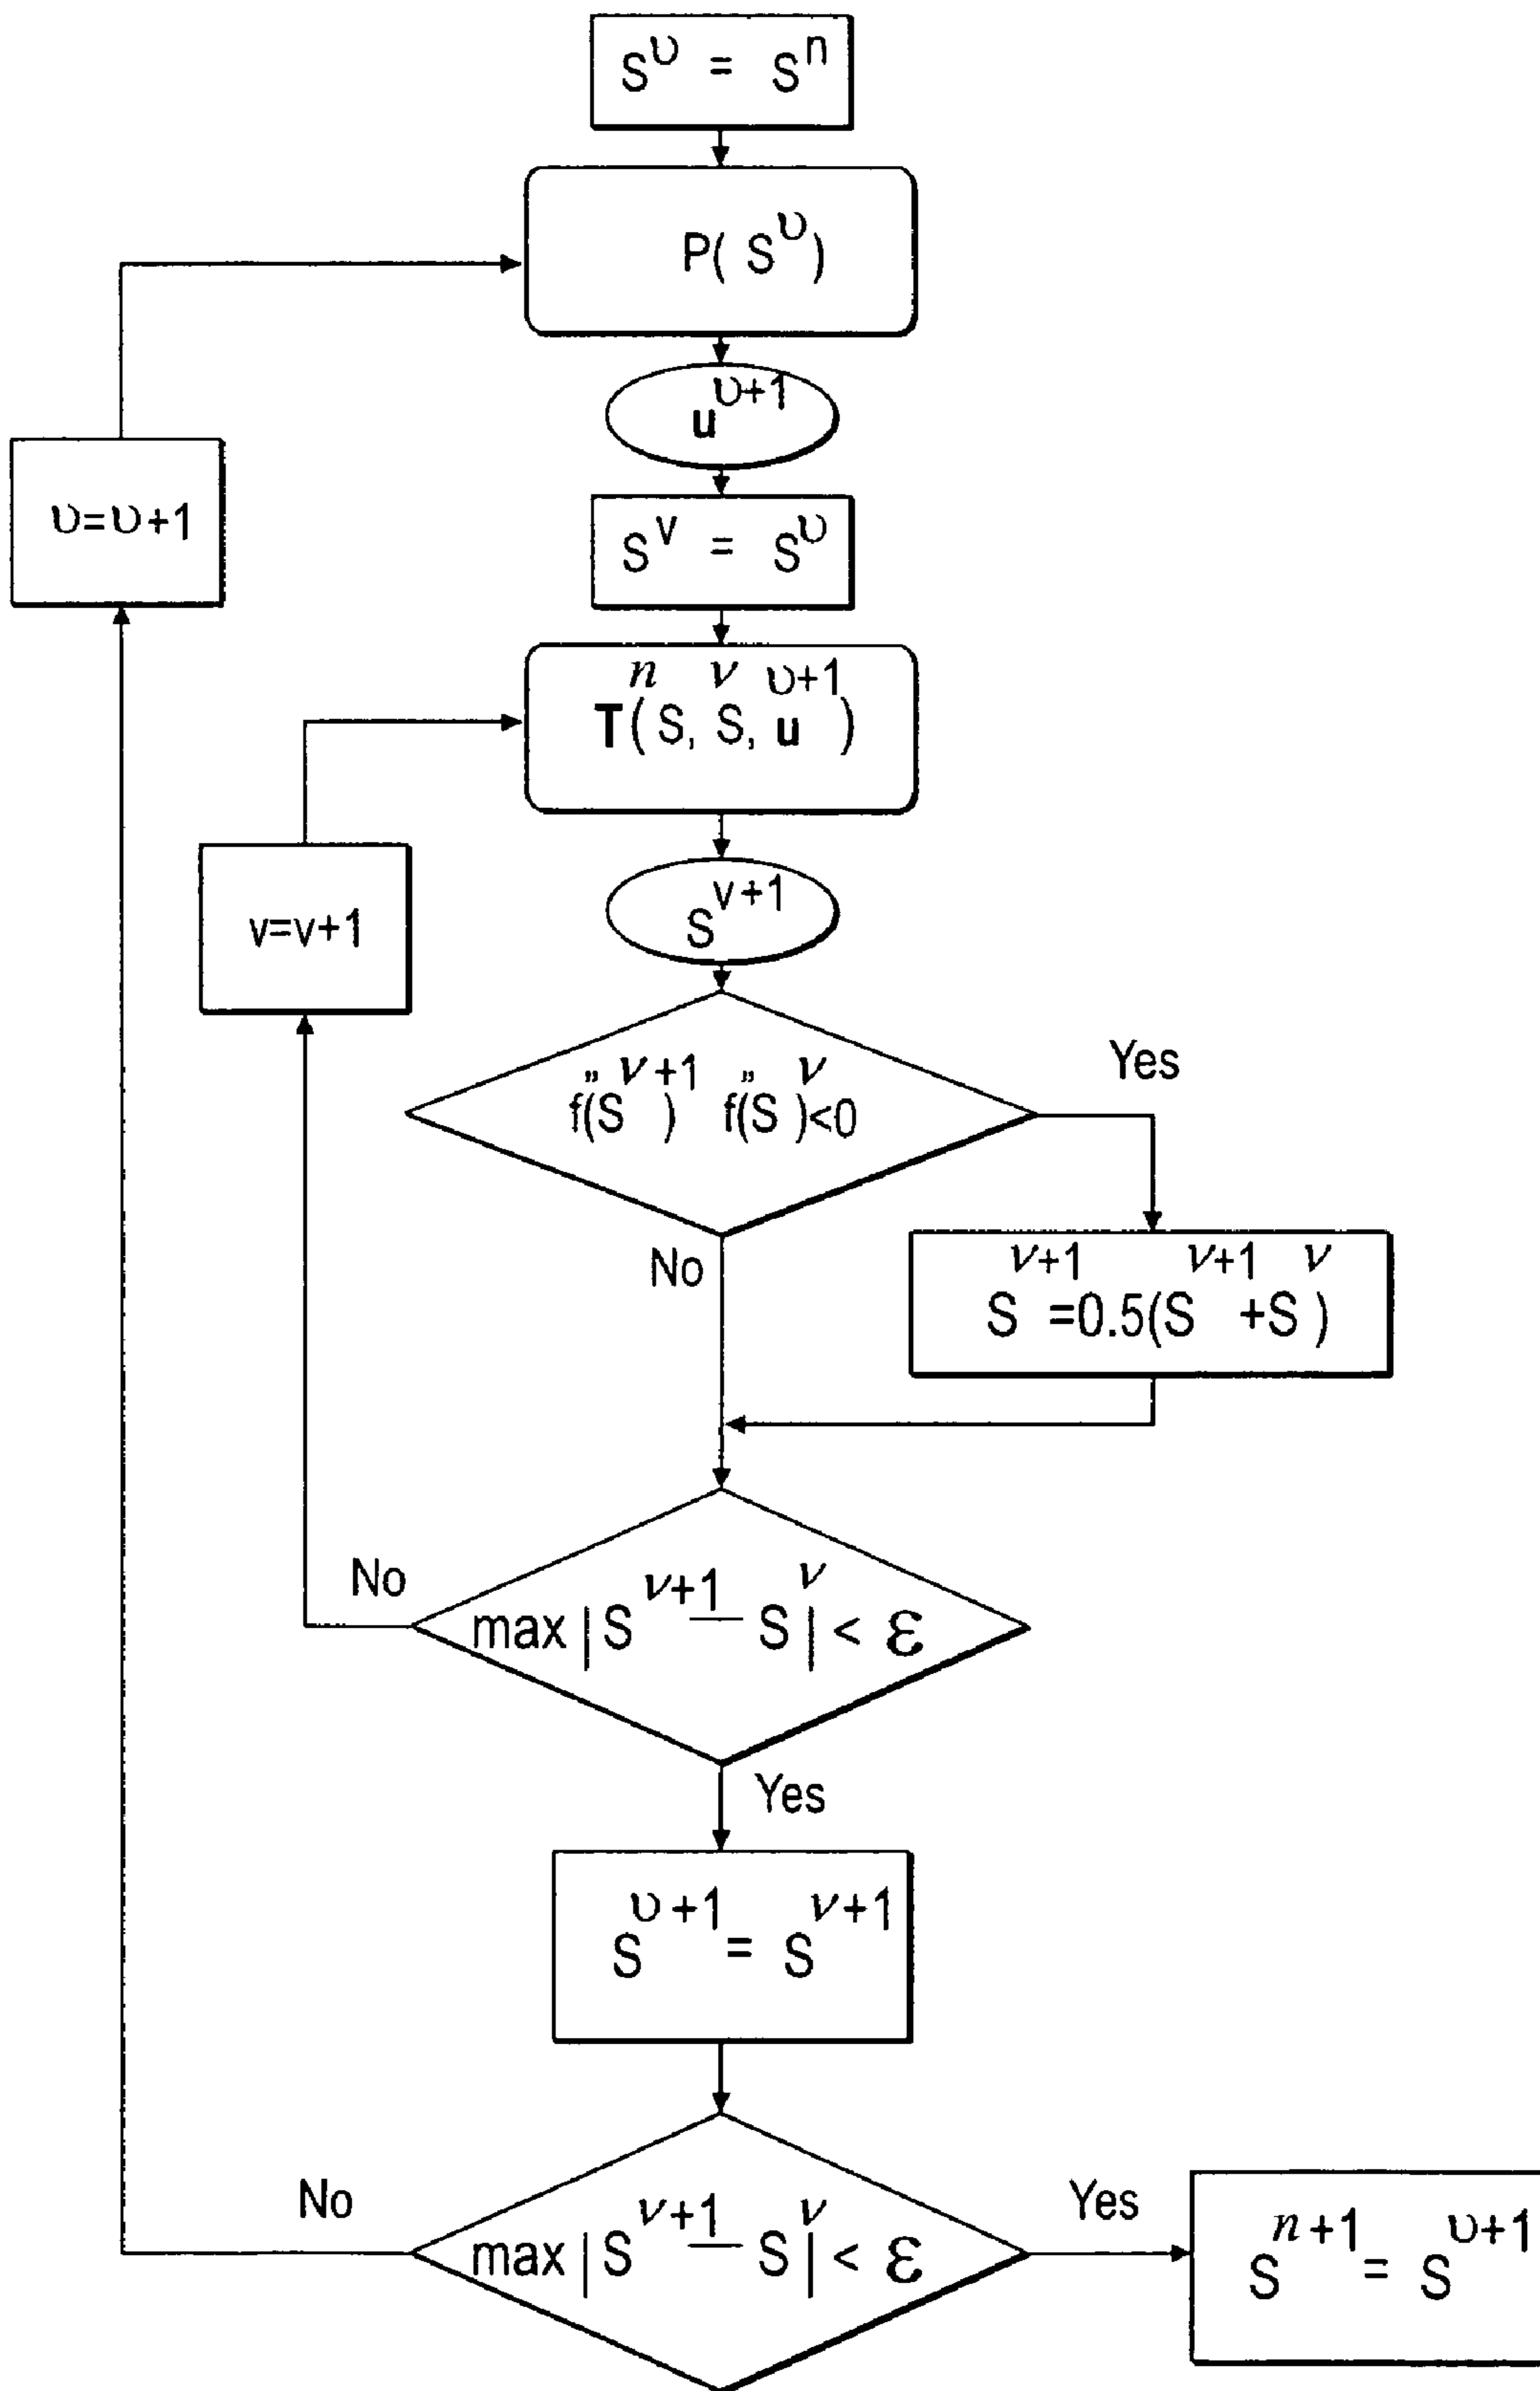 S^υ = S^n
P( S^υ )
u^υ+1
υ=υ+1
S^v = S^υ
T( S^n, S^ν, u^υ+1 )
v=v+1
S^v+1
f''(S^ν+1) f''(S^ν)<0
Yes
No
S^ν+1=0.5(S^ν+1+S^ν)
No
max |S^ν+1 — S^ν| < ε
Yes
S^υ+1 = S^ν+1
No
max |S^ν+1 — S^ν| < ε
Yes
S^n+1 = S^υ+1